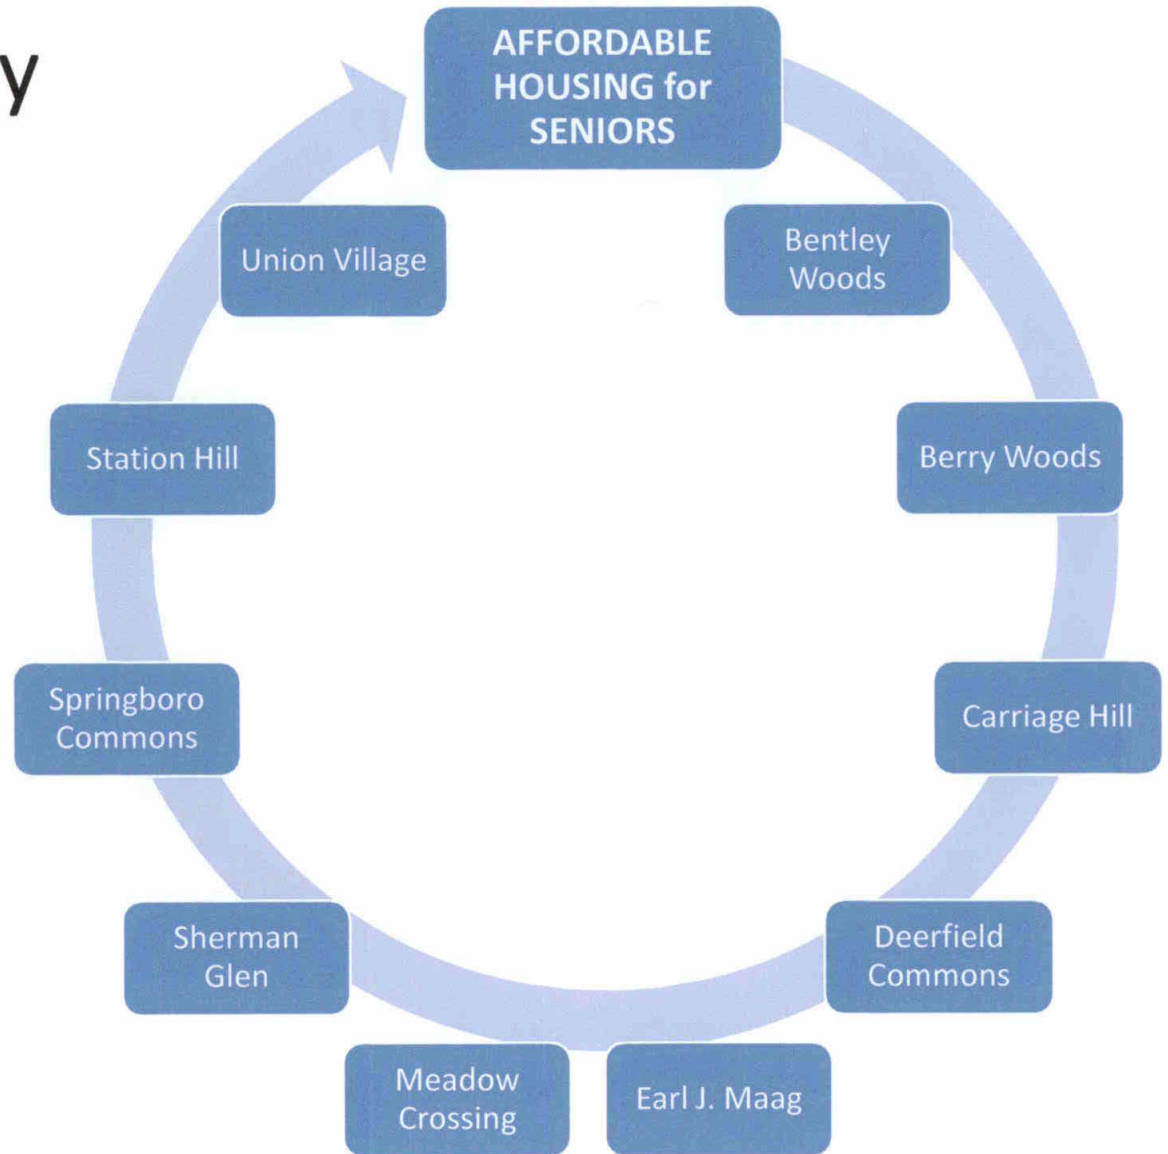 y
AFFORDABLE
HOUSING for
SENIORS
Bentley
Woods
Berry Woods
Carriage Hill
Deerfield
Commons
Earl J. Maag
Meadow
Crossing
Sherman
Glen
Springboro
Commons
Station Hill
Union Village